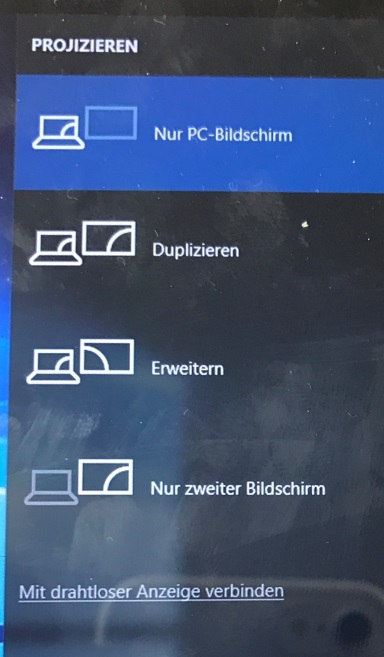 PROJIZIEREN
Nur PC-Bildschirm
Duplizieren
Erweitern
Nur zweiter Bildschirm
Mit drahtloser Anzeige verbinden